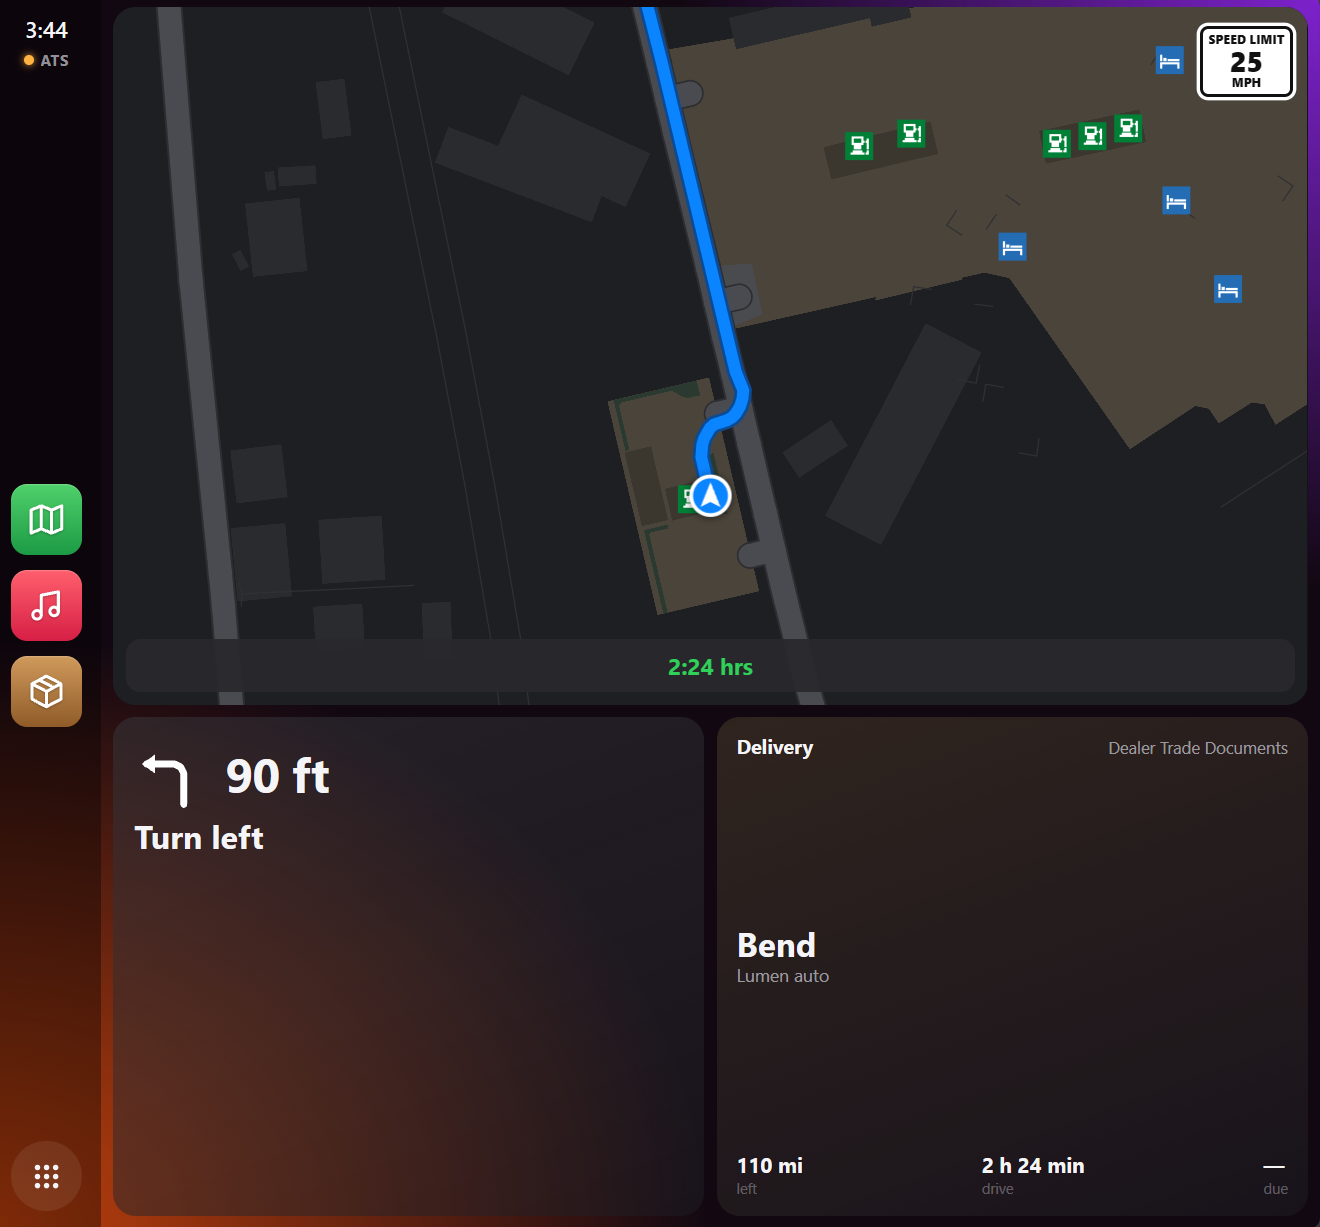 3:44
ATS
SPEED LIMIT
25
MPH
2:24 hrs
90 ft
Turn left
Delivery
Dealer Trade Documents
Bend
Lumen auto
110 mi
left
2 h 24 min
drive
—
due